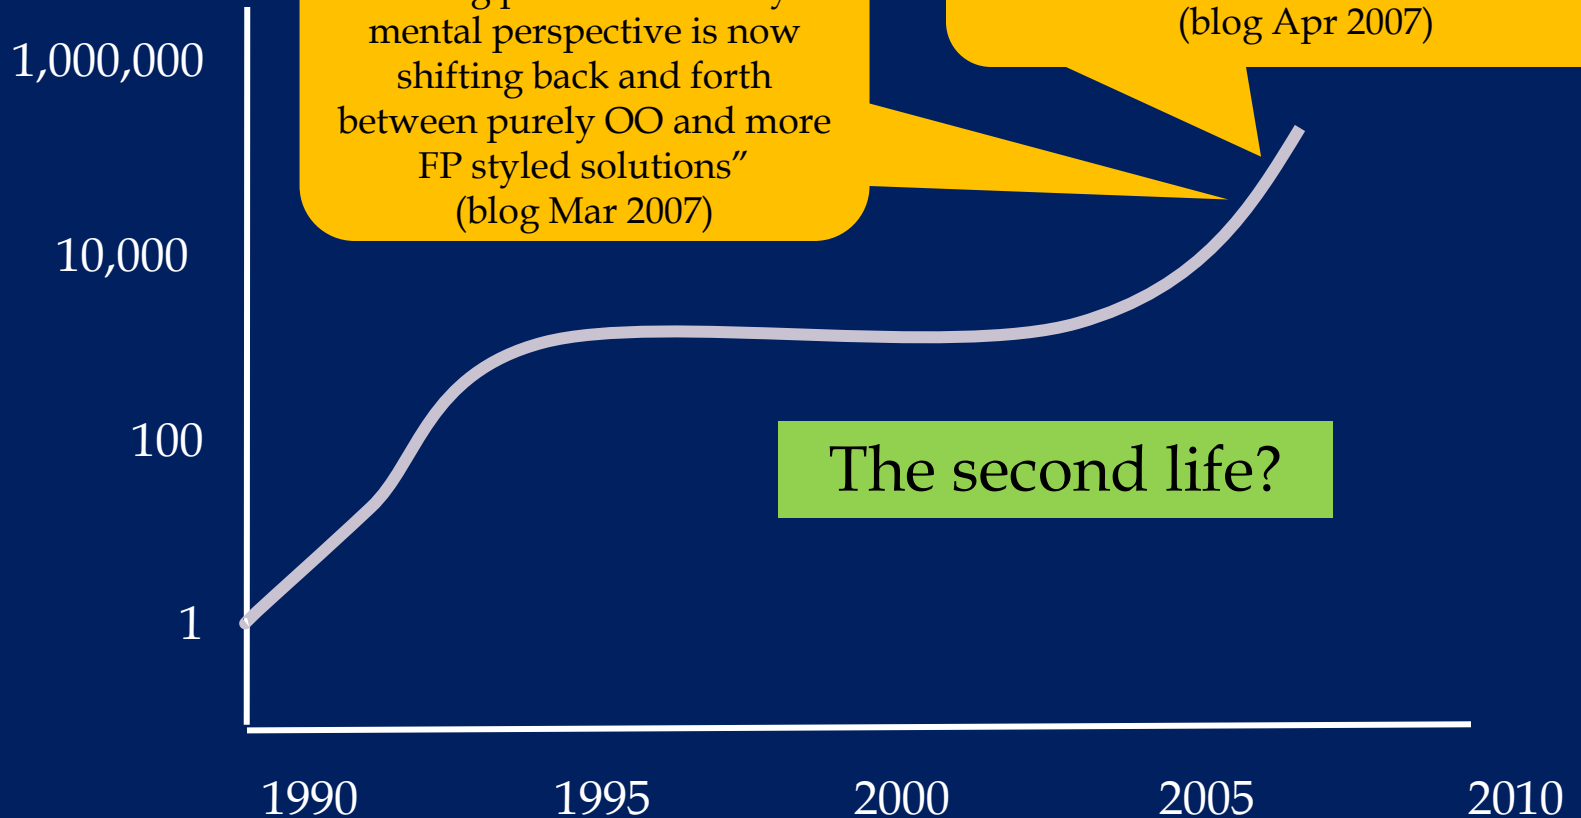 mental perspective is now
shifting back and forth
between purely OO and more
FP styled solutions”
(blog Mar 2007)
(blog Apr 2007)
1,000,000
10,000
100
1
The second life?
1990
1995
2000
2005
2010